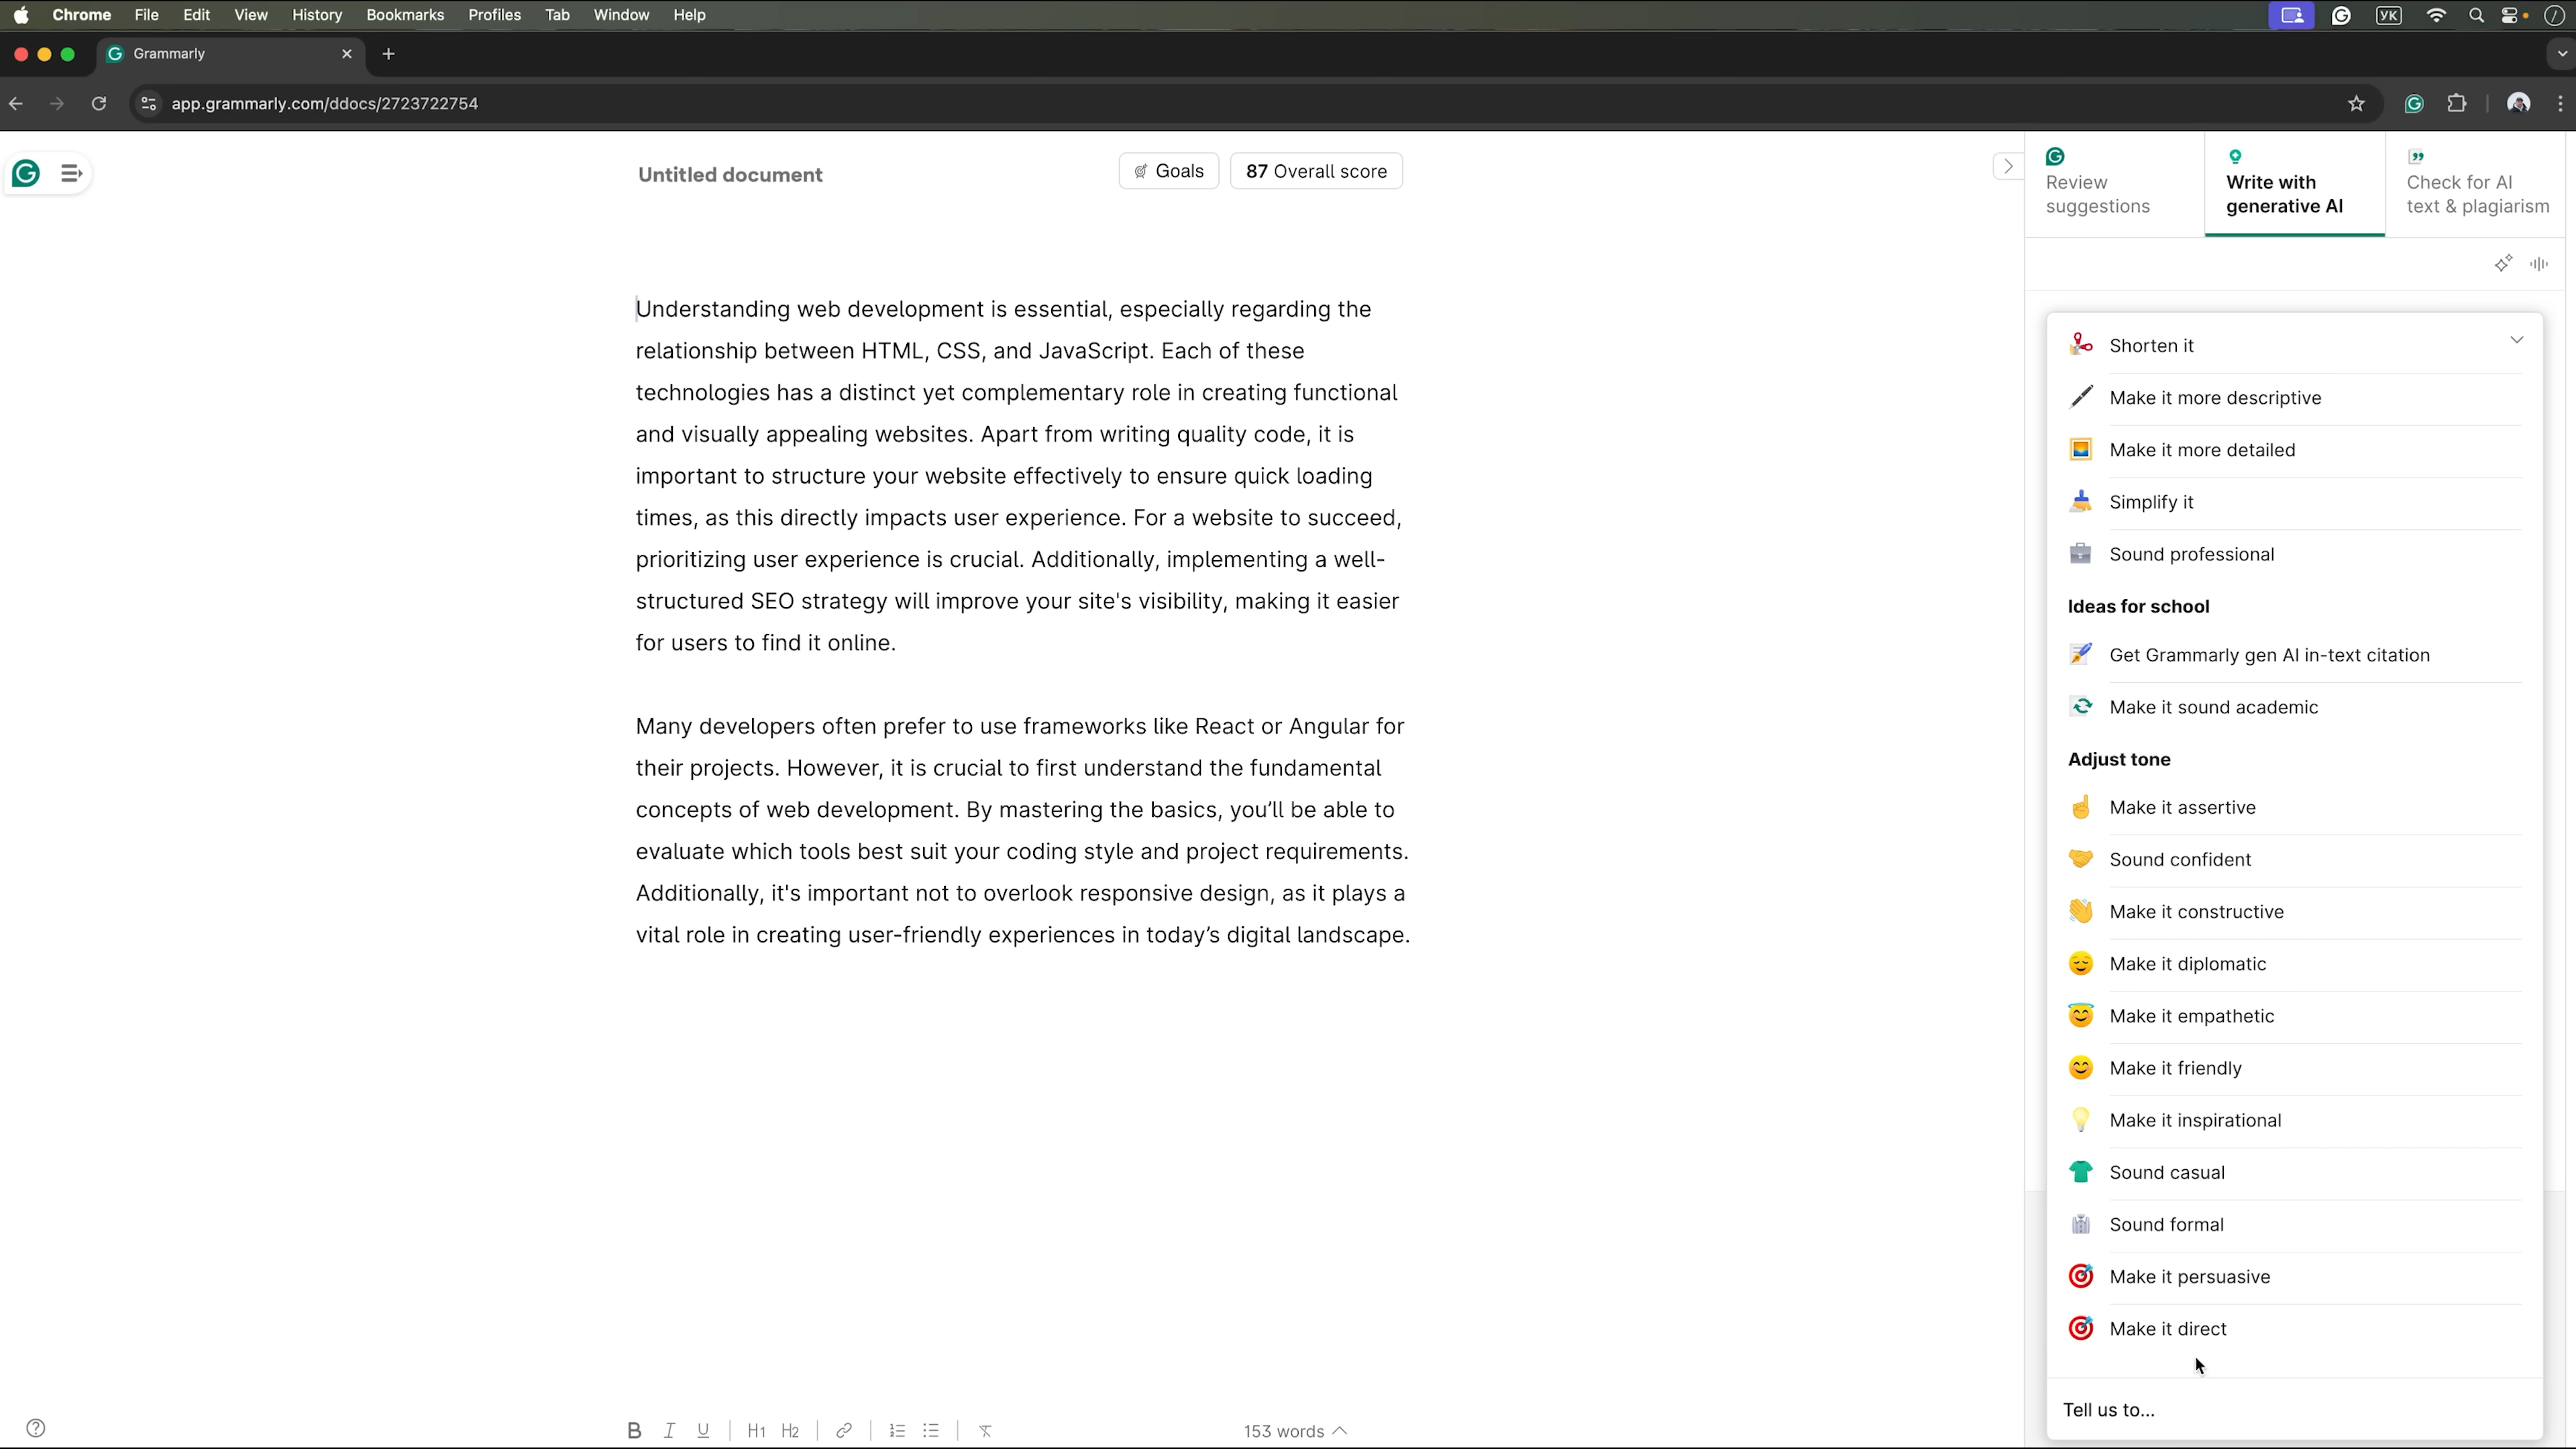 Chrome File Edit View History Bookmarks Profiles Tab Window Help
УК
Grammarly
app.grammarly.com/ddocs/2723722754
Untitled document
Goals
87 Overall score
Understanding web development is essential, especially regarding the
relationship between HTML, CSS, and JavaScript. Each of these
technologies has a distinct yet complementary role in creating functional
and visually appealing websites. Apart from writing quality code, it is
important to structure your website effectively to ensure quick loading
times, as this directly impacts user experience. For a website to succeed,
prioritizing user experience is crucial. Additionally, implementing a well-
structured SEO strategy will improve your site's visibility, making it easier
for users to find it online.
Many developers often prefer to use frameworks like React or Angular for
their projects. However, it is crucial to first understand the fundamental
concepts of web development. By mastering the basics, you’ll be able to
evaluate which tools best suit your coding style and project requirements.
Additionally, it's important not to overlook responsive design, as it plays a
vital role in creating user-friendly experiences in today’s digital landscape.
B I U H1 H2
153 words
Review
suggestions
Write with
generative AI
Check for AI
text & plagiarism
Shorten it
Make it more descriptive
Make it more detailed
Simplify it
Sound professional
Ideas for school
Get Grammarly gen AI in-text citation
Make it sound academic
Adjust tone
Make it assertive
Sound confident
Make it constructive
Make it diplomatic
Make it empathetic
Make it friendly
Make it inspirational
Sound casual
Sound formal
Make it persuasive
Make it direct
Tell us to...